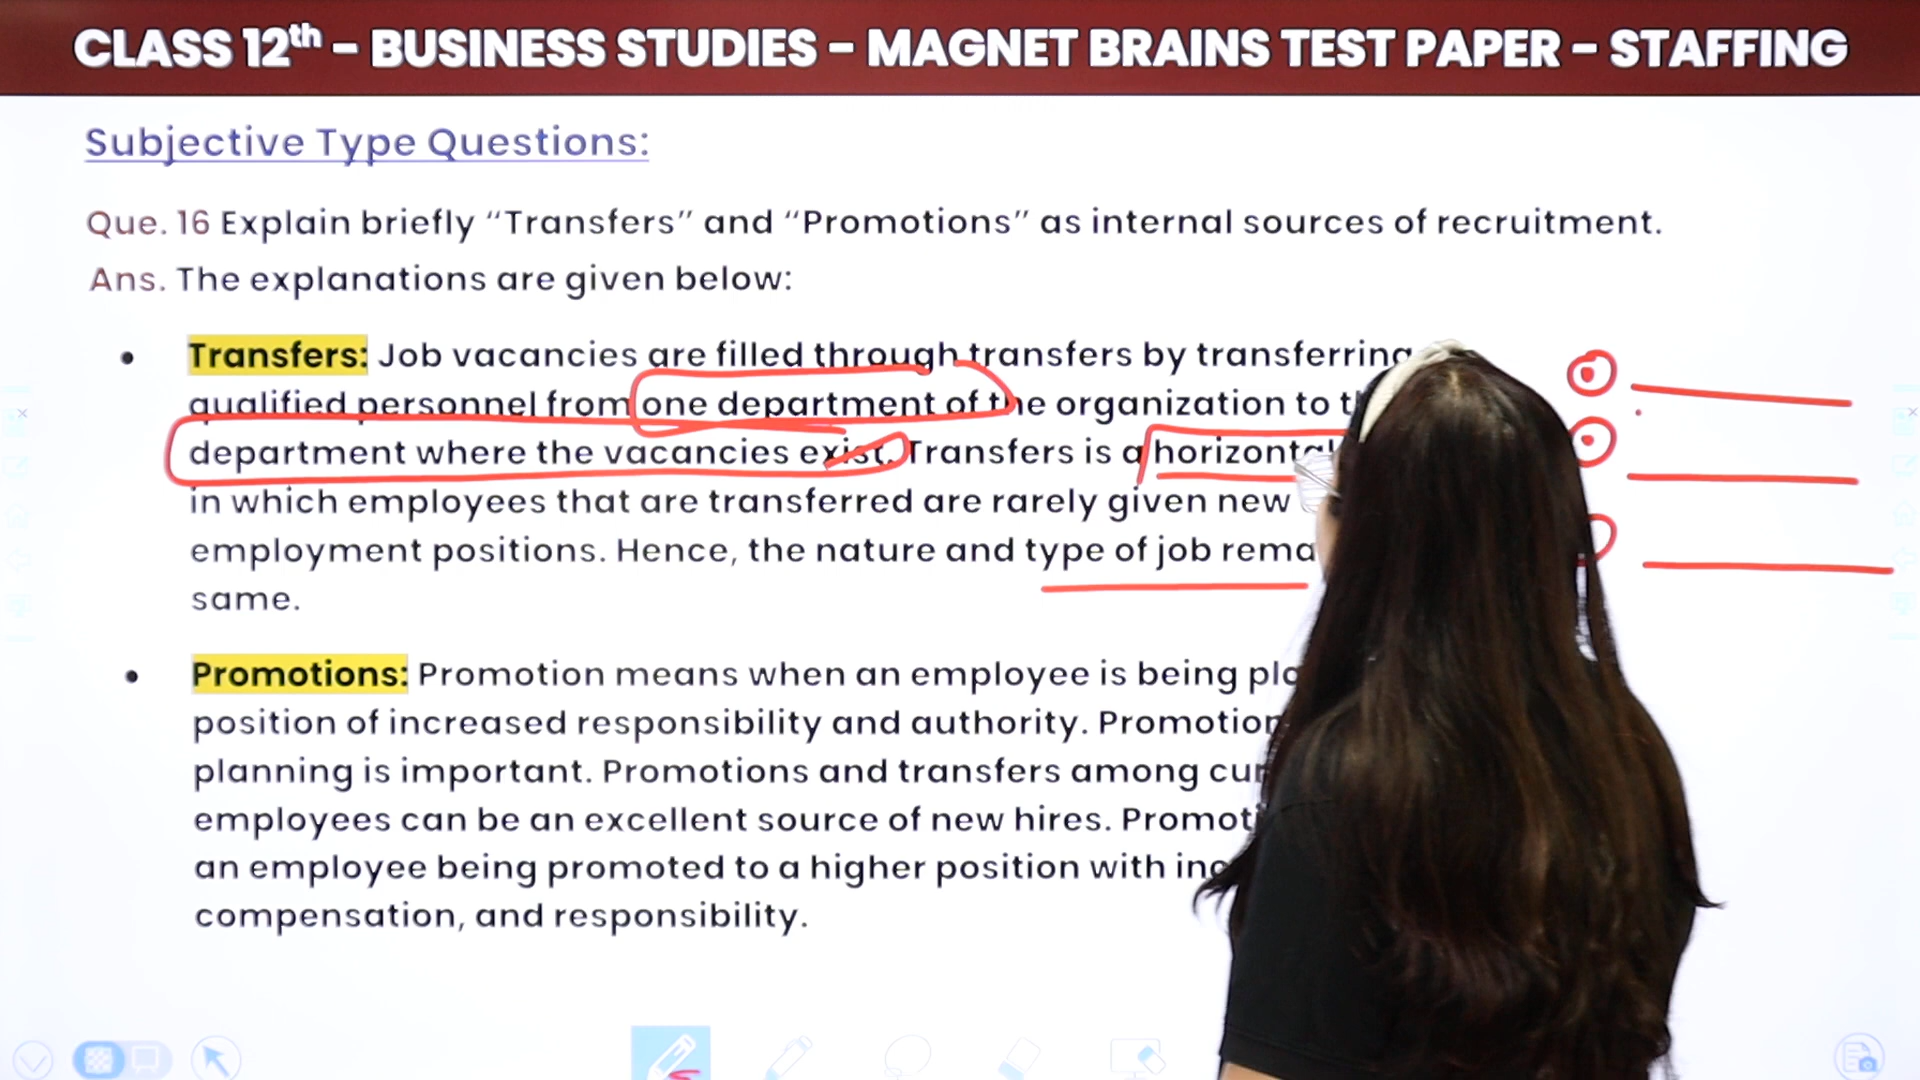 CLASS 12th – BUSINESS STUDIES – MAGNET BRAINS TEST PAPER – STAFFING
Subjective Type Questions:
Que. 16 Explain briefly “Transfers” and “Promotions” as internal sources of recruitment.
Ans. The explanations are given below:
• Transfers: Job vacancies are filled through transfers by transferring
qualified personnel from one department of the organization to
department where the vacancies exist. Transfers is a horizontal
in which employees that are transferred are rarely given new
employment positions. Hence, the nature and type of job
same.
• Promotions: Promotion means when an employee is being
position of increased responsibility and authority. Promotion
planning is important. Promotions and transfers among
employees can be an excellent source of new hires.
an employee being promoted to a higher position with
compensation, and responsibility.